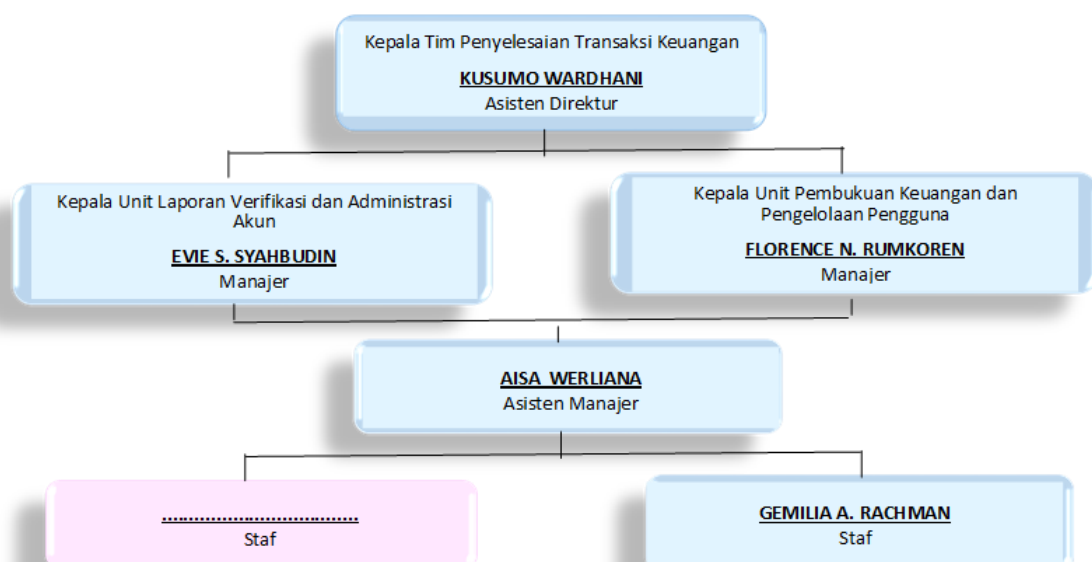 Kepala Tim Penyelesaian Transaksi Keuangan
KUSUMO WARDHANI
Asisten Direktur
Kepala Unit Laporan Verifikasi dan Administrasi
Akun
EVIE S. SYAHBUDIN
Manajer
Kepala Unit Pembukuan Keuangan dan
Pengelolaan Pengguna
FLORENCE N. RUMKOREN
Manajer
AISA WERLIANA
Asisten Manajer
.....................................
Staf
GEMILIA A. RACHMAN
Staf